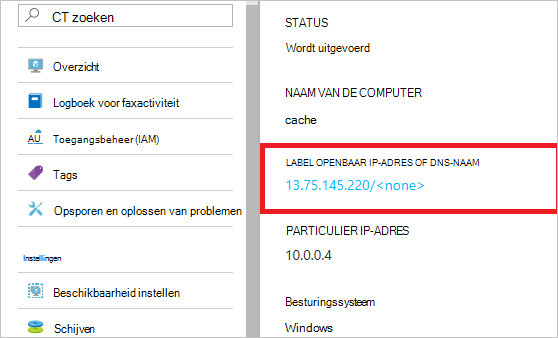 CT zoeken
Overzicht
Logboek voor faxactiviteit
AU Toegangsbeheer (IAM)
Tags
Opsporen en oplossen van problemen
Instellingen
Beschikbaarheid instellen
Schijven
STATUS
Wordt uitgevoerd
NAAM VAN DE COMPUTER
cache
LABEL OPENBAAR IP-ADRES OF DNS-NAAM
13.75.145.220/<none>
PARTICULIER IP-ADRES
10.0.0.4
Besturingssysteem
Windows